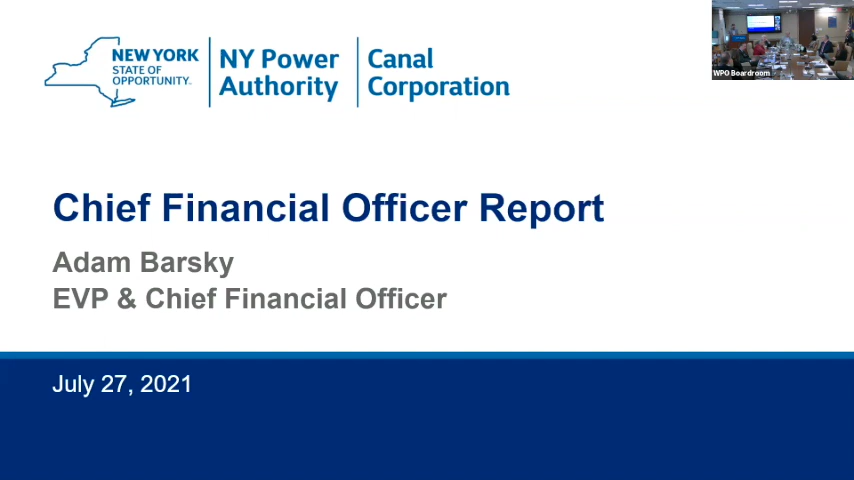 NEW YORK
STATE OF
OPPORTUNITY.
NY Power
Authority
Canal
Corporation
WPO Boardroom
Chief Financial Officer Report
Adam Barsky
EVP & Chief Financial Officer
July 27, 2021